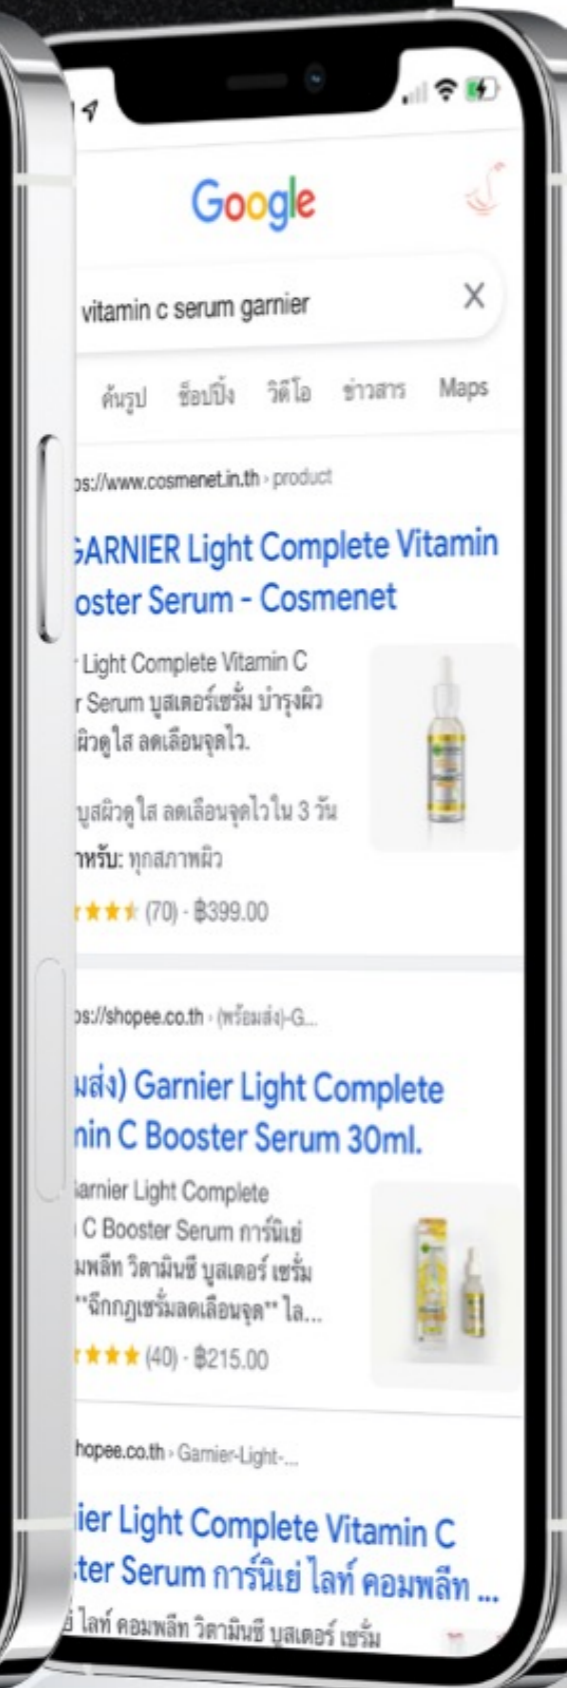 Google
vitamin c serum garnier
ค้นรูป ช็อปปิ้ง วิดีโอ ข่าวสาร Maps
ps://www.cosmenet.in.th › product
GARNIER Light Complete Vitamin
oster Serum - Cosmenet
Light Complete Vitamin C
r Serum บูสเตอร์เซรั่ม บำรุงผิว
ผิวดูใส ลดเลือนจุดไว.
บูสผิวดูใส ลดเลือนจุดไวใน 3 วัน
าหรับ: ทุกสภาพผิว
(70) - ฿399.00
ps://shopee.co.th › (พร้อมส่ง)-G...
มส่ง) Garnier Light Complete
min C Booster Serum 30ml.
Garnier Light Complete
C Booster Serum การ์นิเย่
มพลีท วิตามินซี บูสเตอร์ เซรั่ม
**ฉีกกฎเซรั่มลดเลือนจุด** ไล...
(40) - ฿215.00
hopee.co.th › Garnier-Light-...
ier Light Complete Vitamin C
ter Serum การ์นิเย่ ไลท์ คอมพลีท ...
ย่ ไลท์ คอมพลีท วิตามินซี บูสเตอร์ เซรั่ม